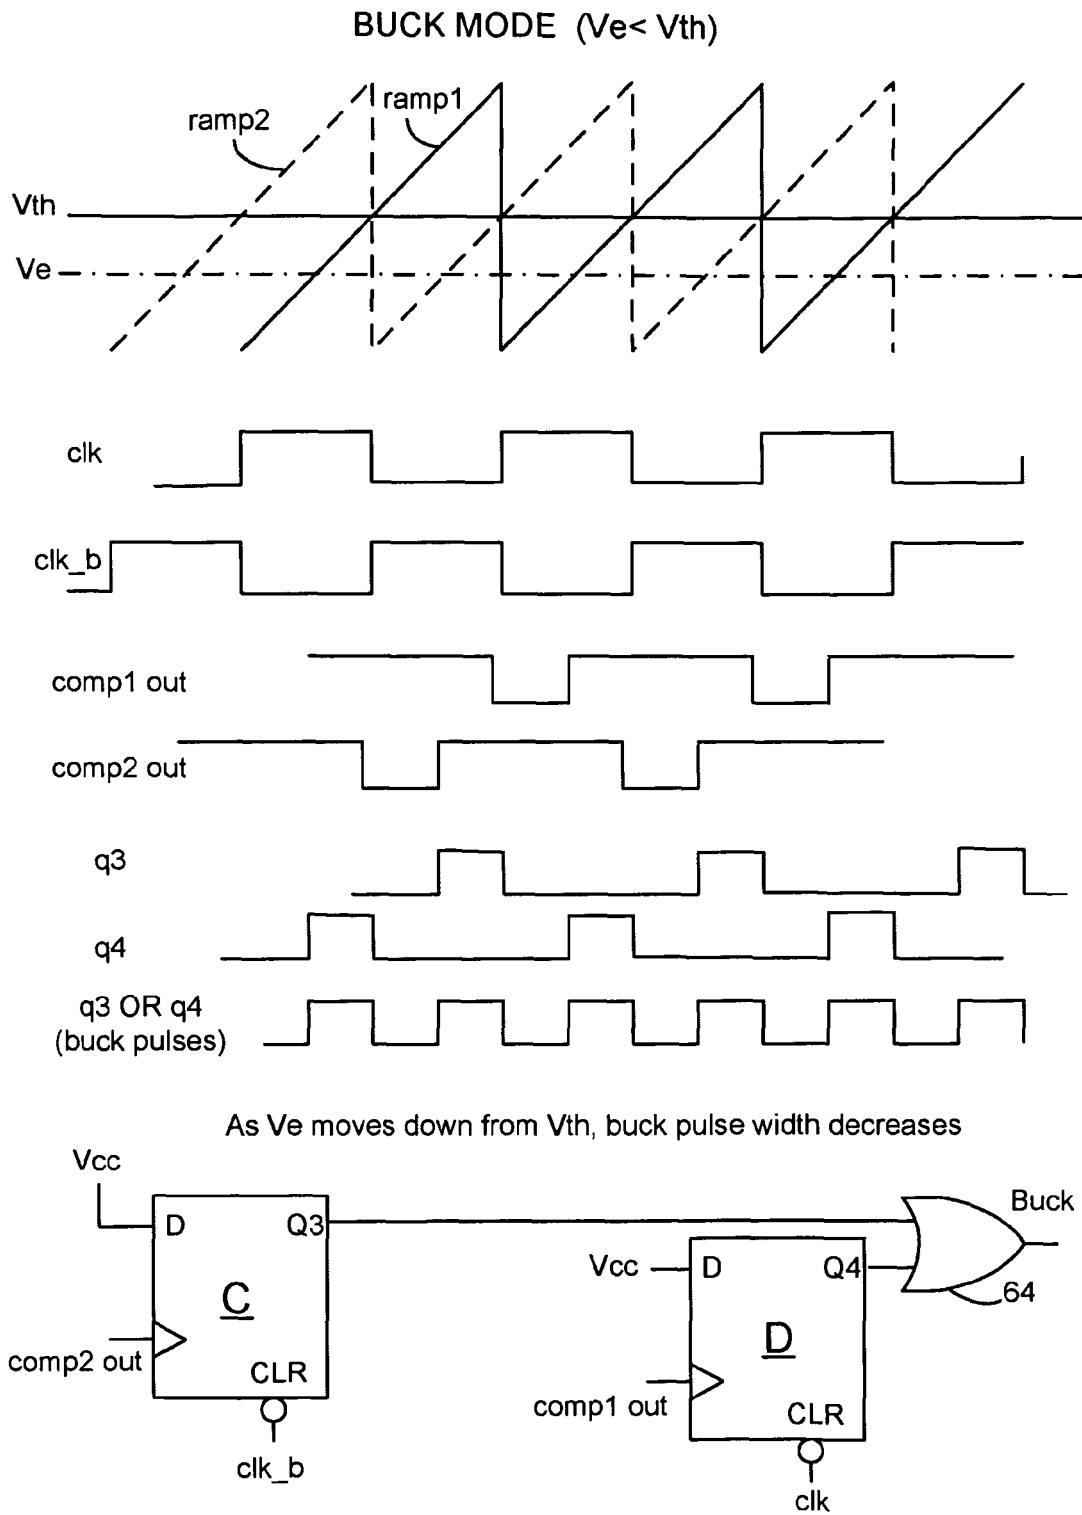 BUCK MODE (Ve< Vth)
ramp2
ramp1
Vth
Ve
clk
clk_b
comp1 out
comp2 out
q3
q4
q3 OR q4
(buck pulses)
As Ve moves down from Vth, buck pulse width decreases
Vcc
D
Q3
C
comp2 out
CLR
clk_b
Vcc
D
Q4
D
comp1 out
CLR
clk
Buck
64